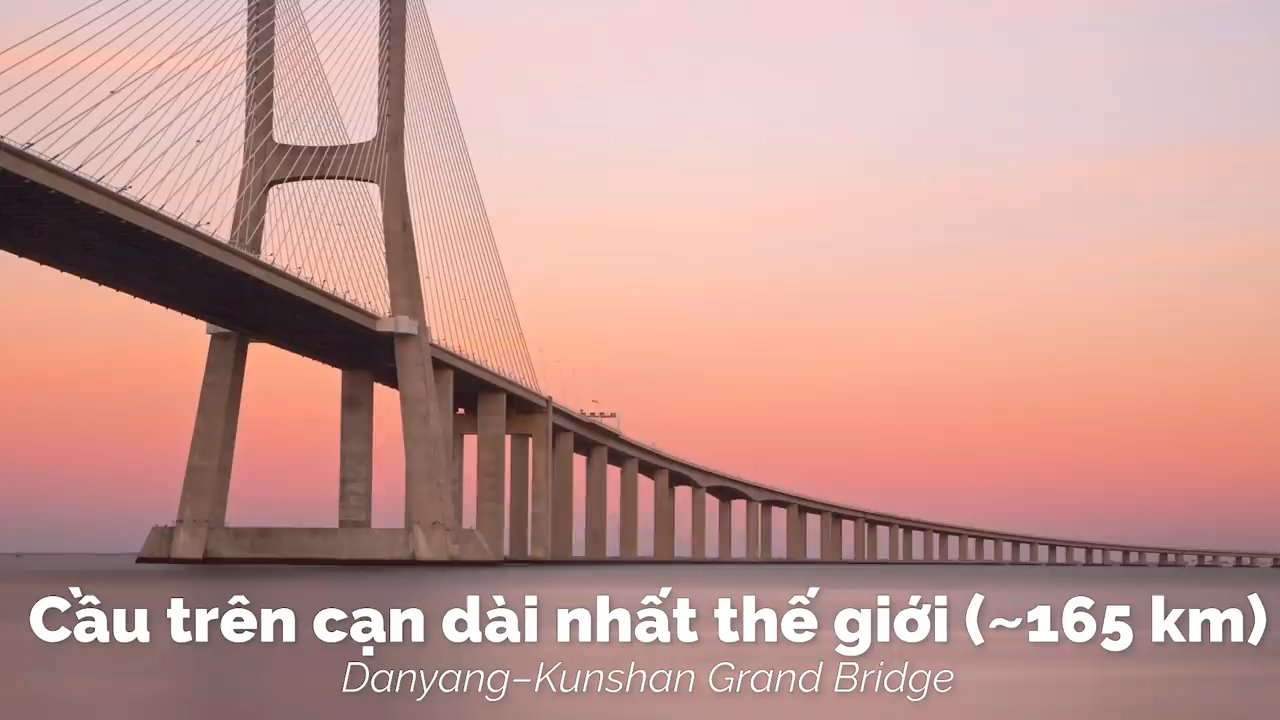 Cầu trên cạn dài nhất thế giới (~165 km)
Danyang–Kunshan Grand Bridge